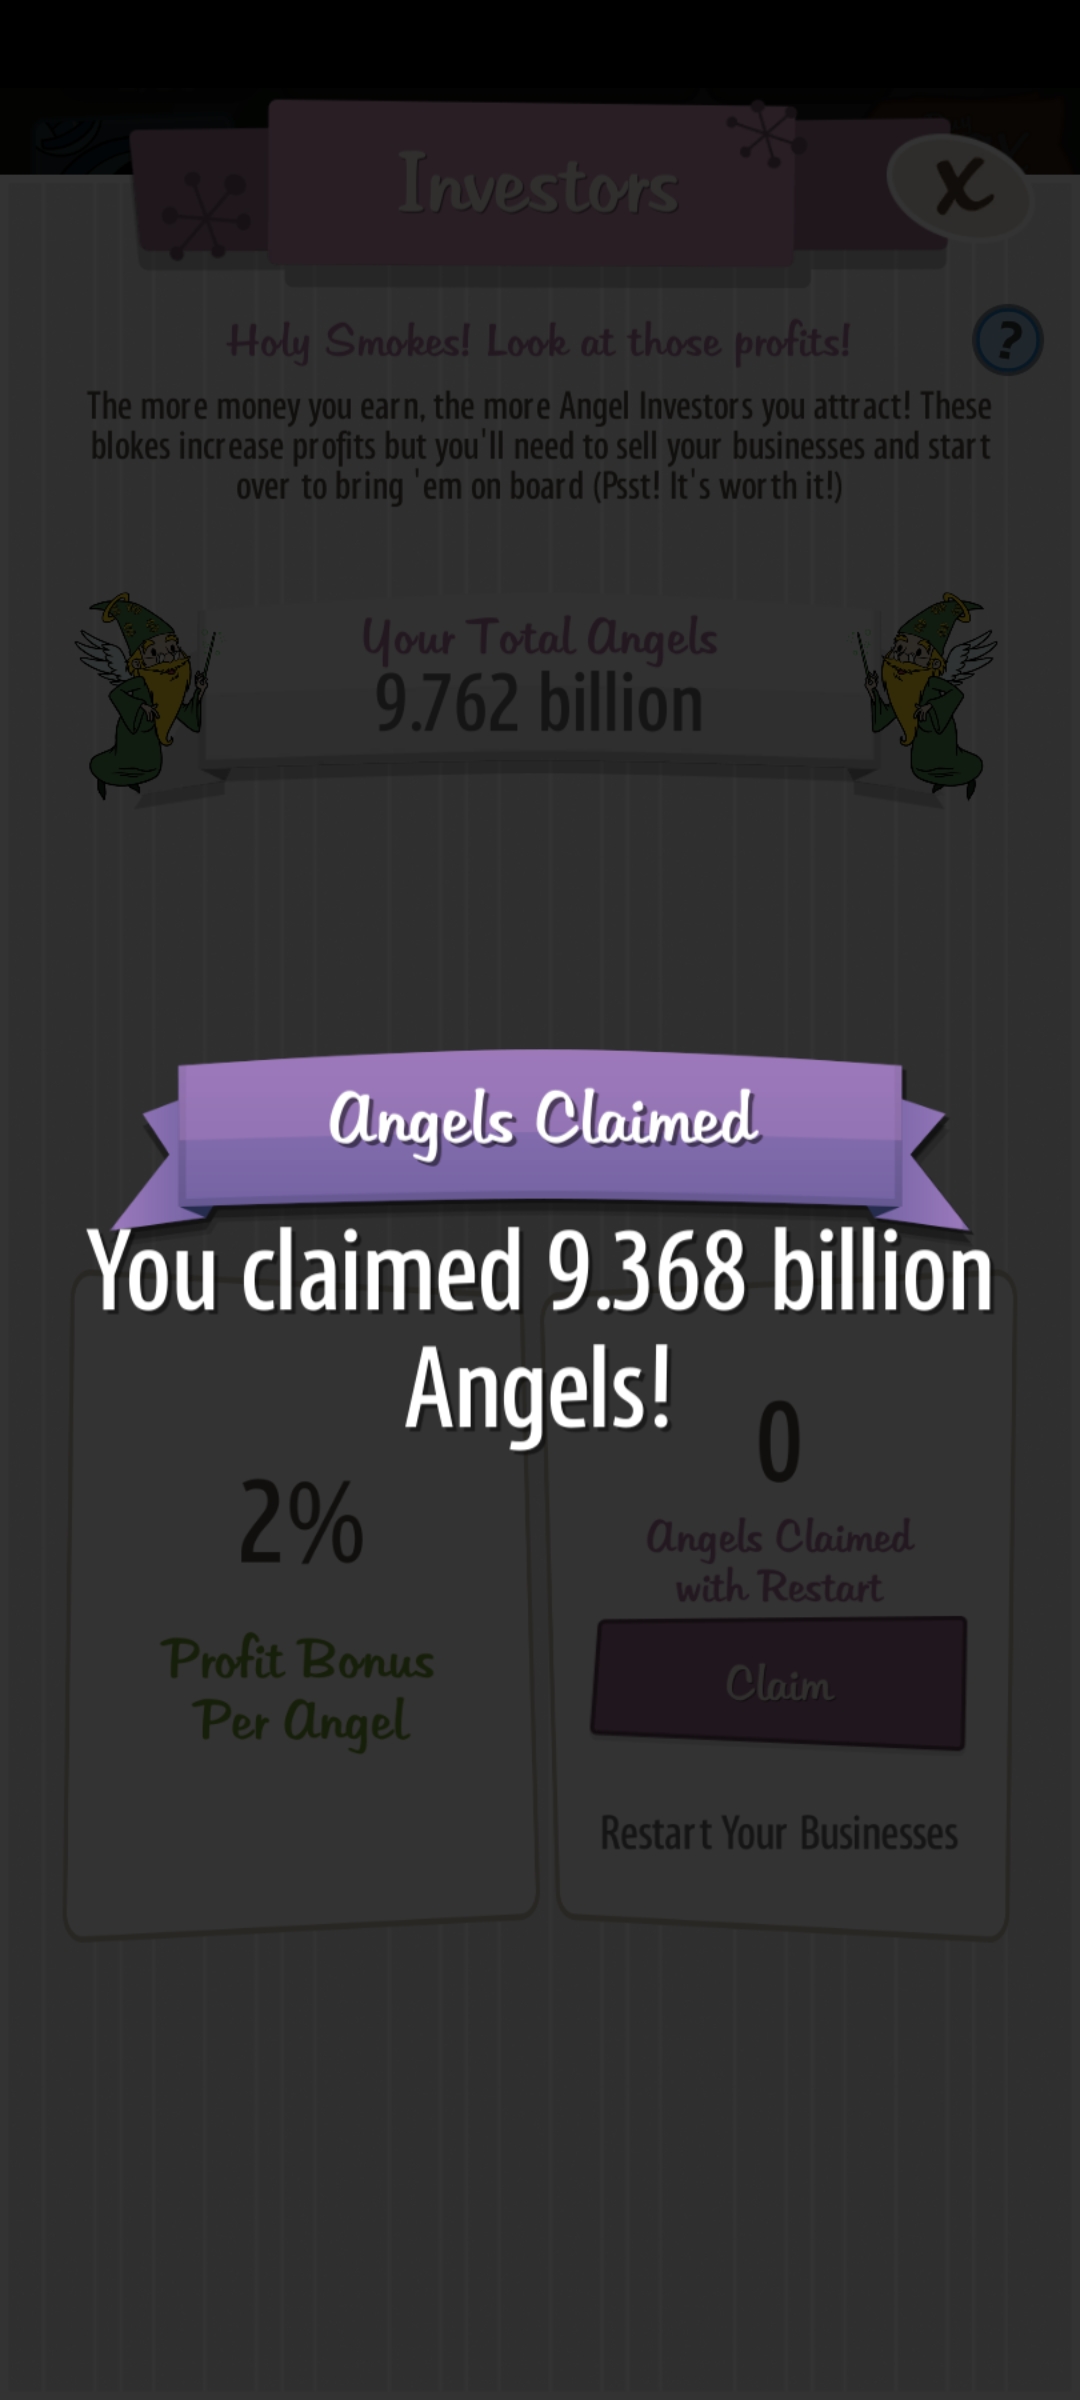 Investors
X
Holy Smokes! Look at those profits!
?
The more money you earn, the more Angel Investors you attract! These
blokes increase profits but you'll need to sell your businesses and start
over to bring 'em on board (Psst! It's worth it!)
Your Total Angels
9.762 billion
Angels Claimed
You claimed 9.368 billion
Angels!
2%
Profit Bonus
Per Angel
0
Angels Claimed
with Restart
Claim
Restart Your Businesses